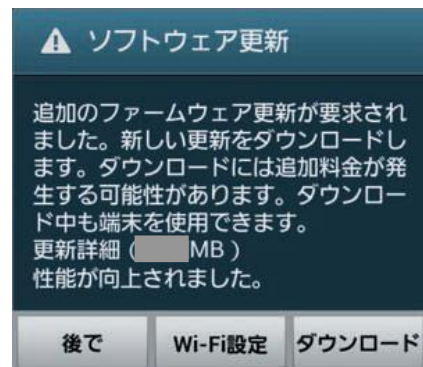 ソフトウェア更新
追加のファームウェア更新が要求され
ました。新しい更新をダウンロードし
ます。ダウンロードには追加料金が発
生する可能性があります。ダウンロー
ド中も端末を使用できます。
更新詳細 ( MB )
性能が向上されました。
後で Wi-Fi設定 ダウンロード